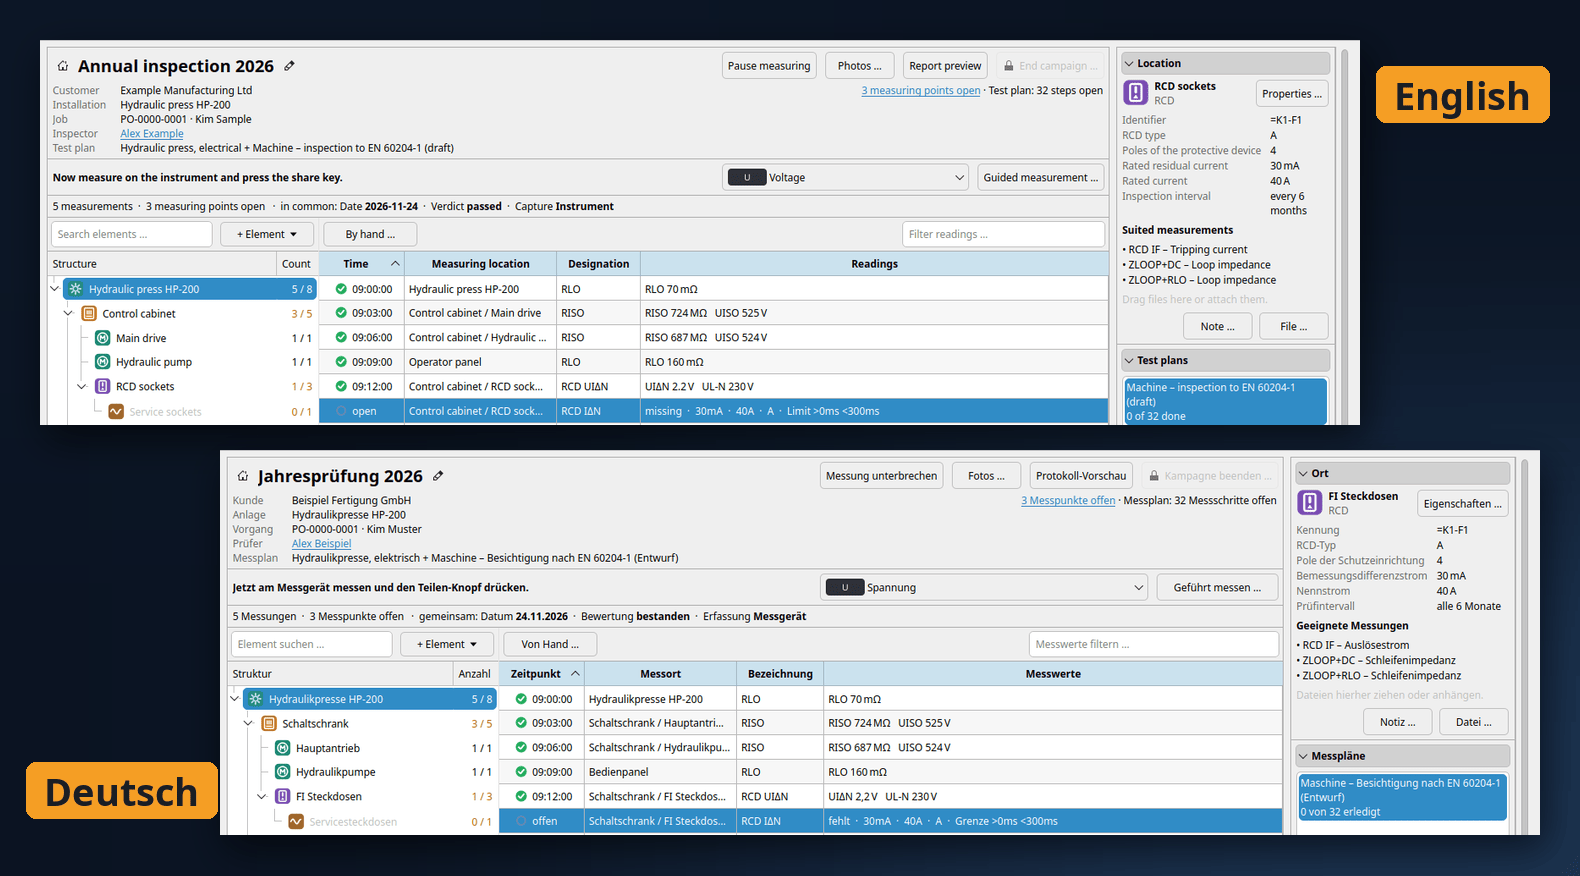 English
Annual inspection 2026
Pause measuring
Photos ...
Report preview
End campaign ...
Customer Example Manufacturing Ltd
3 measuring points open · Test plan: 32 steps open
Installation Hydraulic press HP-200
Job PO-0000-0001 · Kim Sample
Inspector Alex Example
Test plan Hydraulic press, electrical + Machine – inspection to EN 60204-1 (draft)
Now measure on the instrument and press the share key.
U Voltage
Guided measurement ...
5 measurements · 3 measuring points open · in common: Date 2026-11-24 · Verdict passed · Capture Instrument
Search elements ...
+ Element
By hand ...
Filter readings ...
Structure Count Time Measuring location Designation Readings
Hydraulic press HP-200 5 / 8 09:00:00 Hydraulic press HP-200 RLO RLO 70 mΩ
Control cabinet 3 / 5 09:03:00 Control cabinet / Main drive RISO RISO 724 MΩ UISO 525 V
Main drive 1 / 1 09:06:00 Control cabinet / Hydraulic ... RISO RISO 687 MΩ UISO 524 V
Hydraulic pump 1 / 1 09:09:00 Operator panel RLO RLO 160 mΩ
RCD sockets 1 / 3 09:12:00 Control cabinet / RCD sock... RCD UIΔN UIΔN 2.2 V UL-N 230 V
Service sockets 0 / 1 open Control cabinet / RCD sock... RCD IΔN missing · 30mA · 40A · A · Limit >0ms <300ms
Location
RCD sockets
RCD
Properties ...
Identifier =K1-F1
RCD type A
Poles of the protective device 4
Rated residual current 30 mA
Rated current 40 A
Inspection interval every 6
months
Suited measurements
• RCD IF – Tripping current
• ZLOOP+DC – Loop impedance
• ZLOOP+RLO – Loop impedance
Drag files here or attach them.
Note ...
File ...
Test plans
Machine – inspection to EN 60204-1
(draft)
0 of 32 done
Deutsch
Jahresprüfung 2026
Messung unterbrechen
Fotos ...
Protokoll-Vorschau
Kampagne beenden ...
Kunde Beispiel Fertigung GmbH
3 Messpunkte offen · Messplan: 32 Messschritte offen
Anlage Hydraulikpresse HP-200
Vorgang PO-0000-0001 · Kim Muster
Prüfer Alex Beispiel
Messplan Hydraulikpresse, elektrisch + Maschine – Besichtigung nach EN 60204-1 (Entwurf)
Jetzt am Messgerät messen und den Teilen-Knopf drücken.
U Spannung
Geführt messen ...
5 Messungen · 3 Messpunkte offen · gemeinsam: Datum 24.11.2026 · Bewertung bestanden · Erfassung Messgerät
Element suchen ...
+ Element
Von Hand ...
Messwerte filtern ...
Struktur Anzahl Zeitpunkt Messort Bezeichnung Messwerte
Hydraulikpresse HP-200 5 / 8 09:00:00 Hydraulikpresse HP-200 RLO RLO 70 mΩ
Schaltschrank 3 / 5 09:03:00 Schaltschrank / Hauptantri... RISO RISO 724 MΩ UISO 525 V
Hauptantrieb 1 / 1 09:06:00 Schaltschrank / Hydraulikpu... RISO RISO 687 MΩ UISO 524 V
Hydraulikpumpe 1 / 1 09:09:00 Bedienpanel RLO RLO 160 mΩ
FI Steckdosen 1 / 3 09:12:00 Schaltschrank / FI Steckdos... RCD UIΔN UIΔN 2,2 V UL-N 230 V
Servicesteckdosen 0 / 1 offen Schaltschrank / FI Steckdos... RCD IΔN fehlt · 30mA · 40A · A · Grenze >0ms <300ms
Ort
FI Steckdosen
RCD
Eigenschaften ...
Kennung =K1-F1
RCD-Typ A
Pole der Schutzeinrichtung 4
Bemessungsdifferenzstrom 30 mA
Nennstrom 40 A
Prüfintervall alle 6 Monate
Geeignete Messungen
• RCD IF – Auslösestrom
• ZLOOP+DC – Schleifenimpedanz
• ZLOOP+RLO – Schleifenimpedanz
Dateien hierher ziehen oder anhängen.
Notiz ...
Datei ...
Messpläne
Maschine – Besichtigung nach EN 60204-1
(Entwurf)
0 von 32 erledigt